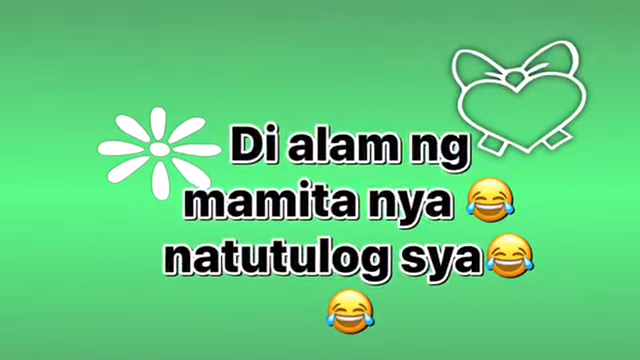 Di alam ng
mamita nya 😂
natutulog sya😂
😂